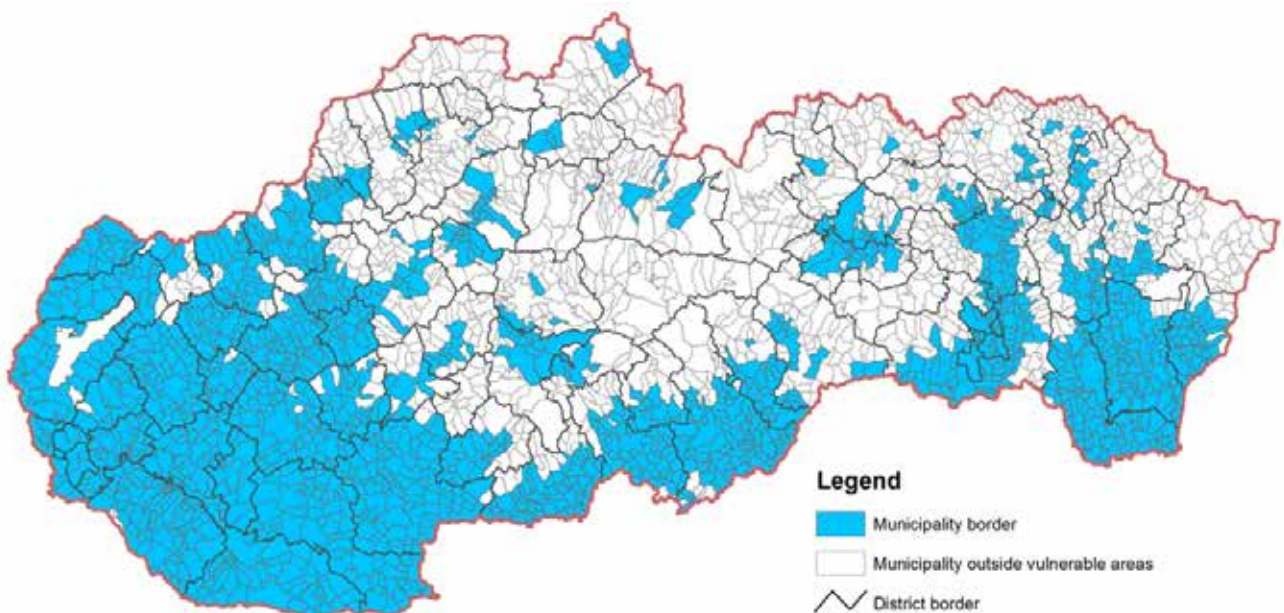 Legend
Municipality border
Municipality outside vulnerable areas
District border